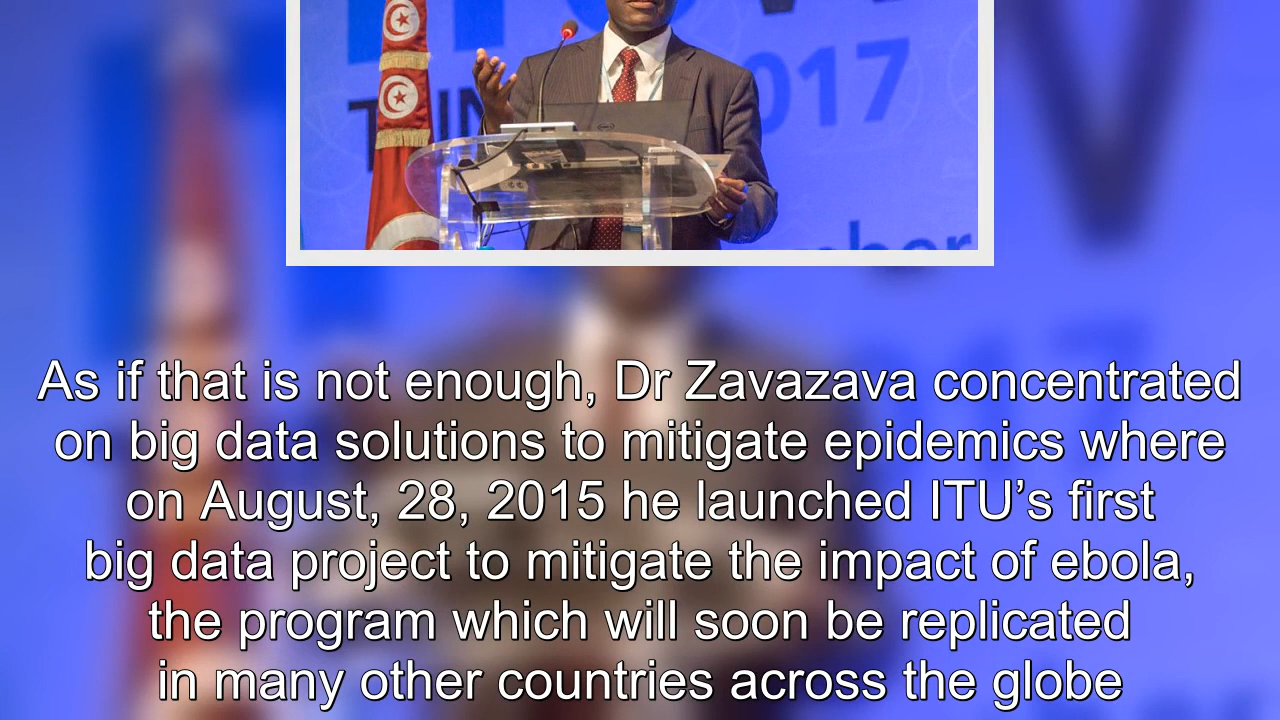 2017
mber
As if that is not enough, Dr Zavazava concentrated
on big data solutions to mitigate epidemics where
on August, 28, 2015 he launched ITU’s first
big data project to mitigate the impact of ebola,
the program which will soon be replicated
in many other countries across the globe